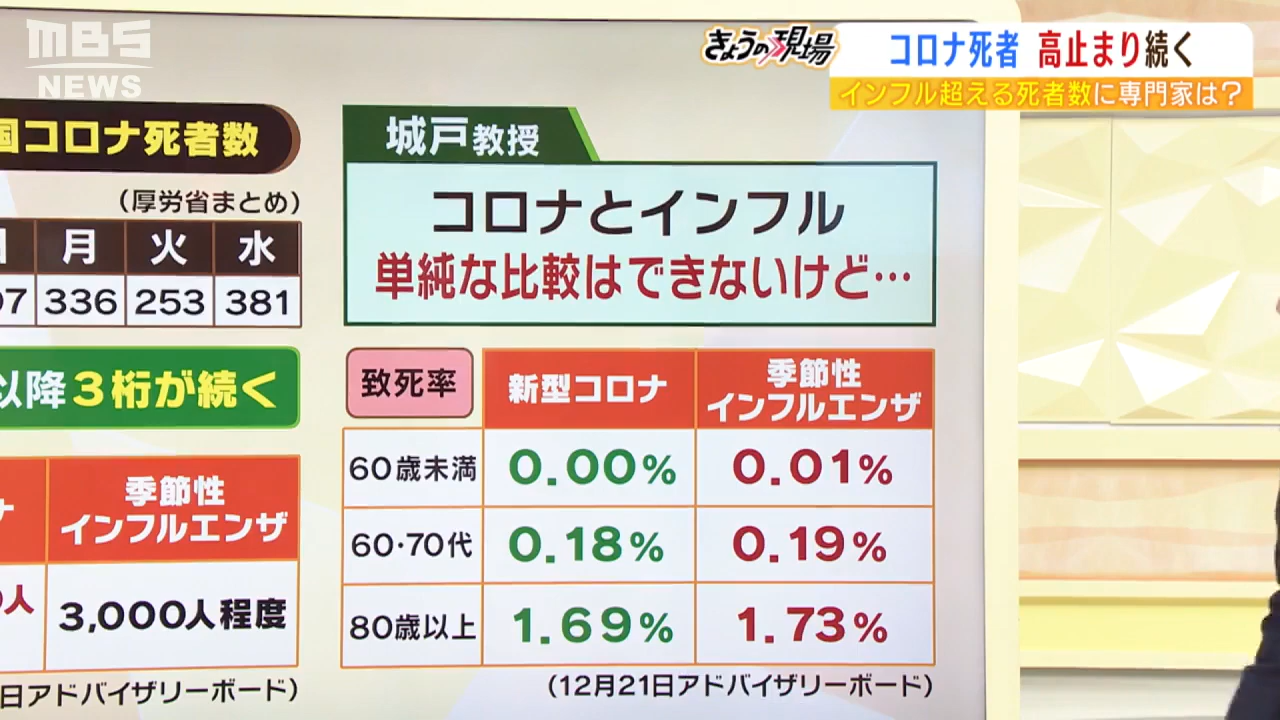 MBS
NEWS
きょうの現場
コロナ死者 高止まり続く
インフル超える死者数に専門家は?
国コロナ死者数
(厚労省まとめ)
月 火 水
07 336 253 381
以降3桁が続く
ナ 季節性
インフルエンザ
0人 3,000人程度
日アドバイザリーボード)
城戸教授
コロナとインフル
単純な比較はできないけど…
致死率 新型コロナ 季節性
インフルエンザ
60歳未満 0.00% 0.01%
60・70代 0.18% 0.19%
80歳以上 1.69% 1.73%
(12月21日アドバイザリーボード)